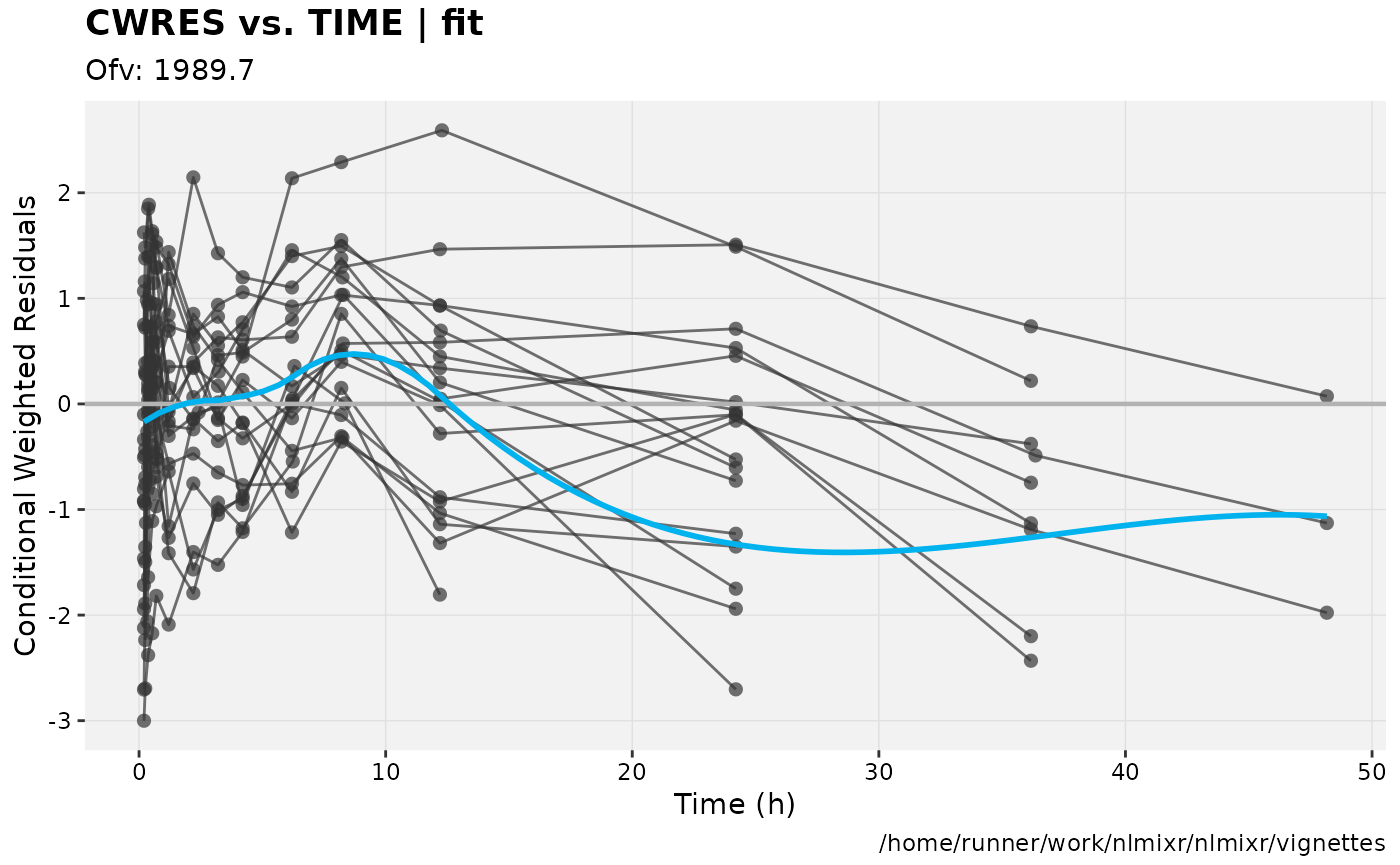 CWRES vs. TIME | fit
Ofv: 1989.7
Conditional Weighted Residuals
2
1
0
-1
-2
-3
0 10 20 30 40 50
Time (h)
/home/runner/work/nlmixr/nlmixr/vignettes